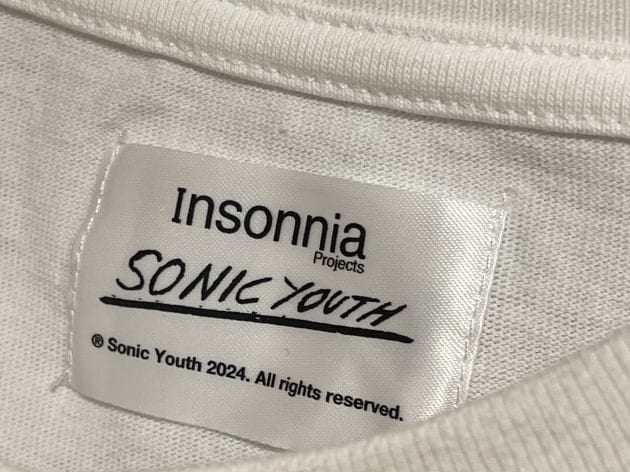 Insonnia
Projects
SONIC YOUTH
® Sonic Youth 2024. All rights reserved.